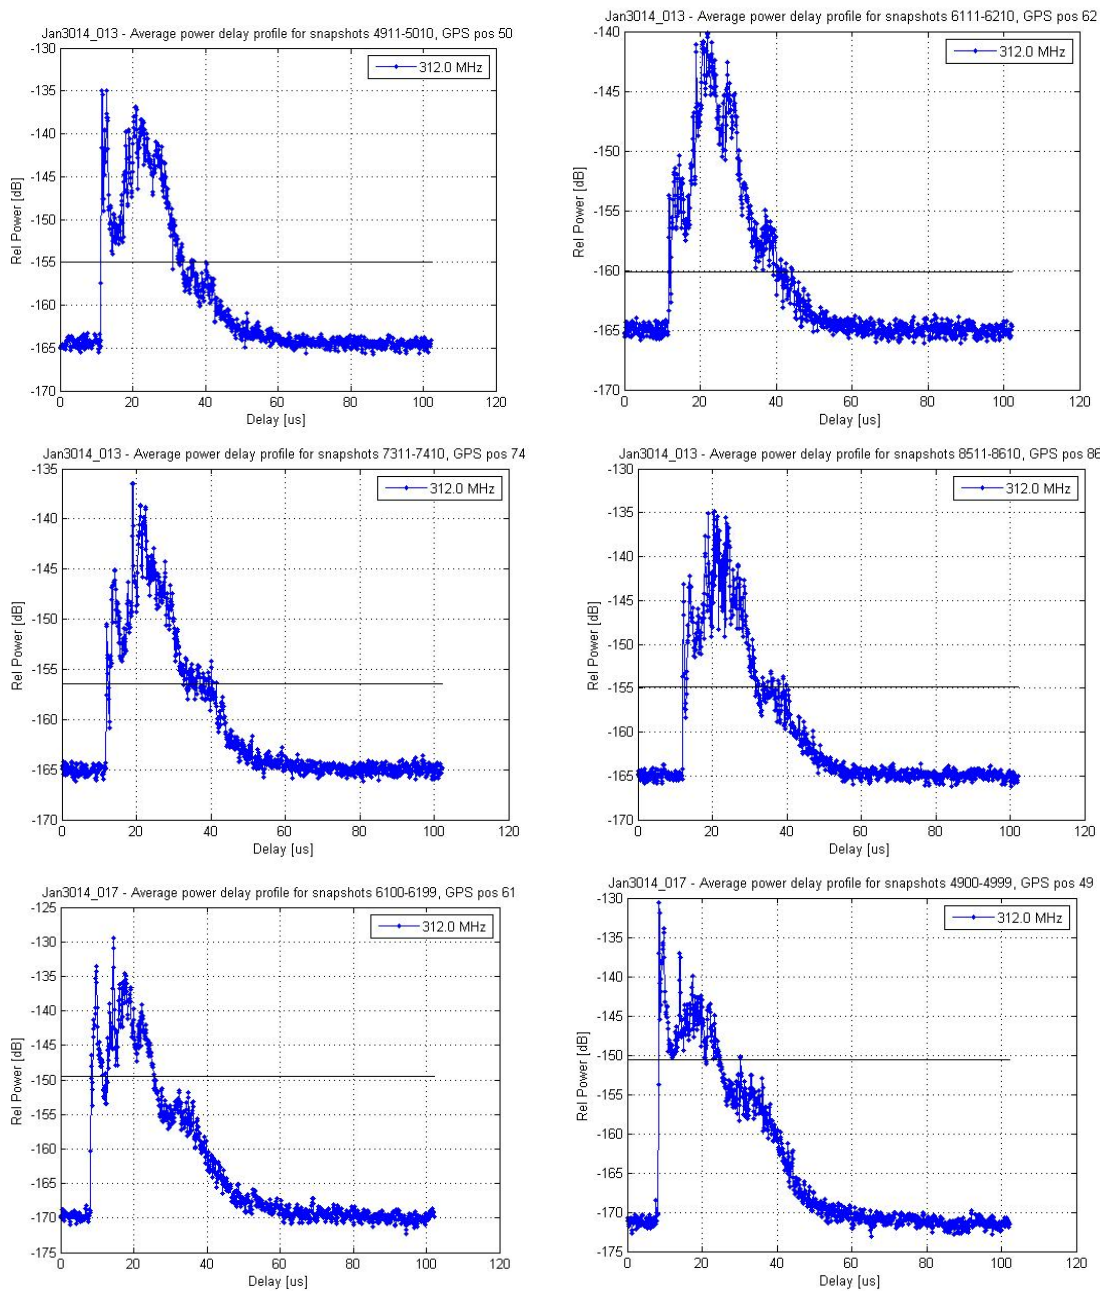 Jan3014_013 - Average power delay profile for snapshots 4911-5010, GPS pos 50
-130
-135
-140
-145
-150
-155
-160
-165
-170
Rel Power [dB]
312.0 MHz
0 20 40 60 80 100 120
Delay [us]
Jan3014_013 - Average power delay profile for snapshots 6111-6210, GPS pos 62
-140
-145
-150
-155
-160
-165
-170
Rel Power [dB]
312.0 MHz
0 20 40 60 80 100 120
Delay [us]
Jan3014_013 - Average power delay profile for snapshots 7311-7410, GPS pos 74
-135
-140
-145
-150
-155
-160
-165
-170
Rel Power [dB]
312.0 MHz
0 20 40 60 80 100 120
Delay [us]
Jan3014_013 - Average power delay profile for snapshots 8511-8610, GPS pos 86
-130
-135
-140
-145
-150
-155
-160
-165
-170
Rel Power [dB]
312.0 MHz
0 20 40 60 80 100 120
Delay [us]
Jan3014_017 - Average power delay profile for snapshots 6100-6199, GPS pos 61
-125
-130
-135
-140
-145
-150
-155
-160
-165
-170
-175
Rel Power [dB]
312.0 MHz
0 20 40 60 80 100 120
Delay [us]
Jan3014_017 - Average power delay profile for snapshots 4900-4999, GPS pos 49
-130
-135
-140
-145
-150
-155
-160
-165
-170
-175
Rel Power [dB]
312.0 MHz
0 20 40 60 80 100 120
Delay [us]